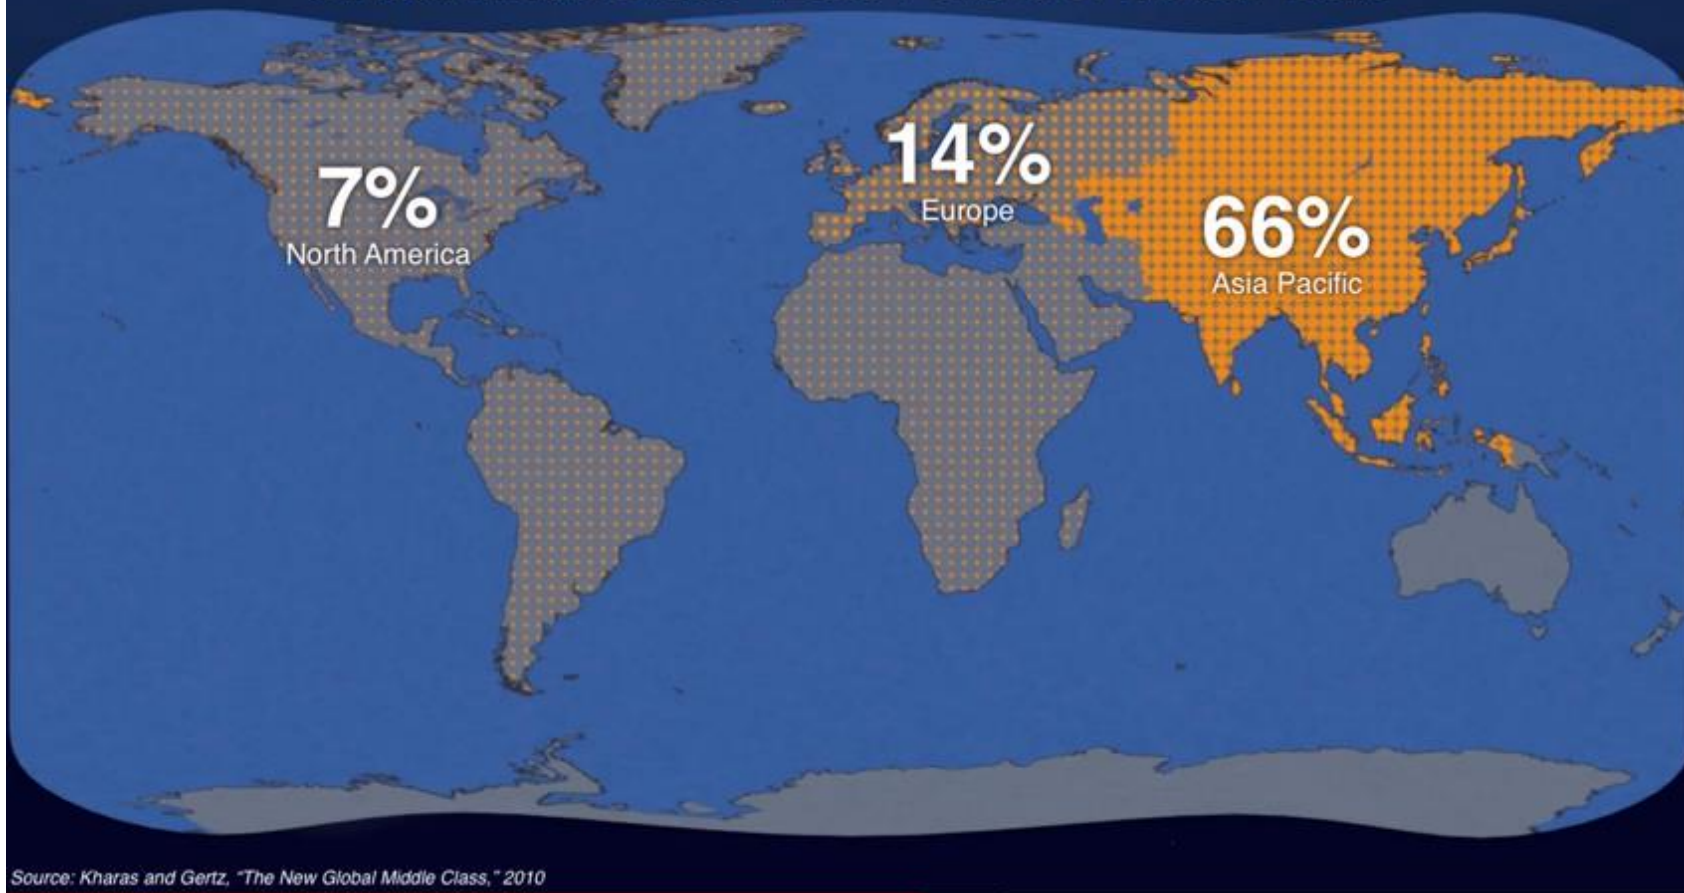 14%
Europe
7%
North America
66%
Asia Pacific
Source: Kharas and Gertz, "The New Global Middle Class," 2010